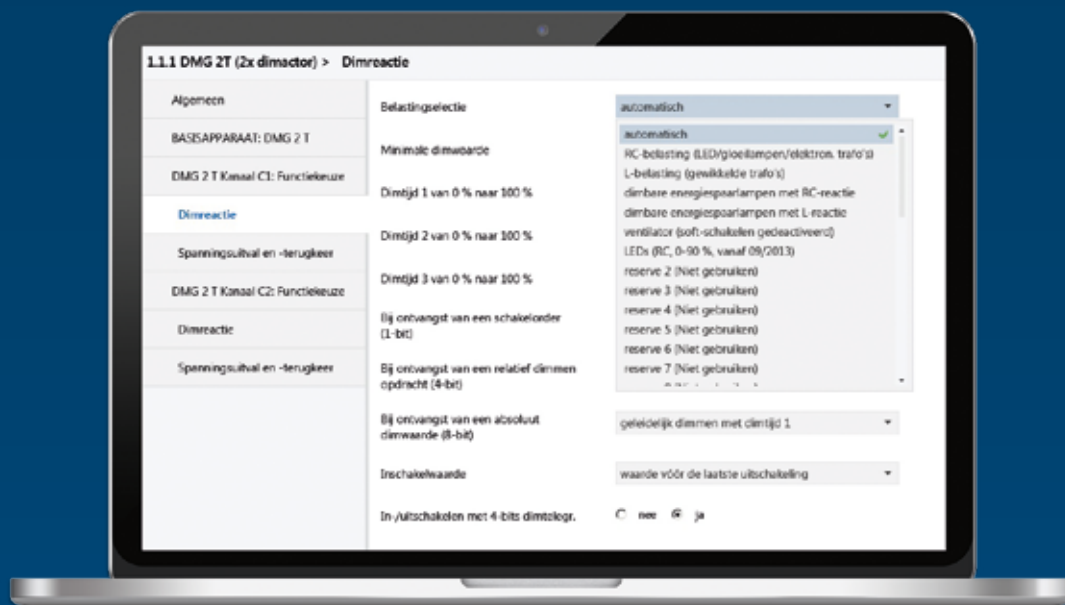 1.1.1 DMG 2T (2x dimactor) > Dimreactie
Algemeen
BASISAPPARAAT: DMG 2 T
DMG 2 T Kanaal C1: Functiekeuze
Dimreactie
Spanningsuitval en -terugkeer
DMG 2 T Kanaal C2: Functiekeuze
Dimreactie
Spanningsuitval en -terugkeer
Belastingselectie
automatisch
Minimale dimwaarde
Dimtijd 1 van 0 % naar 100 %
Dimtijd 2 van 0 % naar 100 %
Dimtijd 3 van 0 % naar 100 %
Bij ontvangst van een schakelorder
(1-bit)
Bij ontvangst van een relatief dimmen
opdracht (4-bit)
automatisch
RC-belasting (LED/gloeilampen/elektron. trafo's)
L-belasting (gewikkelde trafo's)
dimbare energiespaarlampen met RC-reactie
dimbare energiespaarlampen met L-reactie
ventilator (soft-schakelen gedeactiveerd)
LEDs (RC, 0-90 %, vanaf 09/2013)
reserve 2 (Niet gebruiken)
reserve 3 (Niet gebruiken)
reserve 4 (Niet gebruiken)
reserve 5 (Niet gebruiken)
reserve 6 (Niet gebruiken)
reserve 7 (Niet gebruiken)
Bij ontvangst van een absoluut
dimwaarde (8-bit)
geleidelijk dimmen met dimtijd 1
Inschakelwaarde
waarde vóór de laatste uitschakeling
In-/uitschakelen met 4-bits dimtelegr.
nee ja